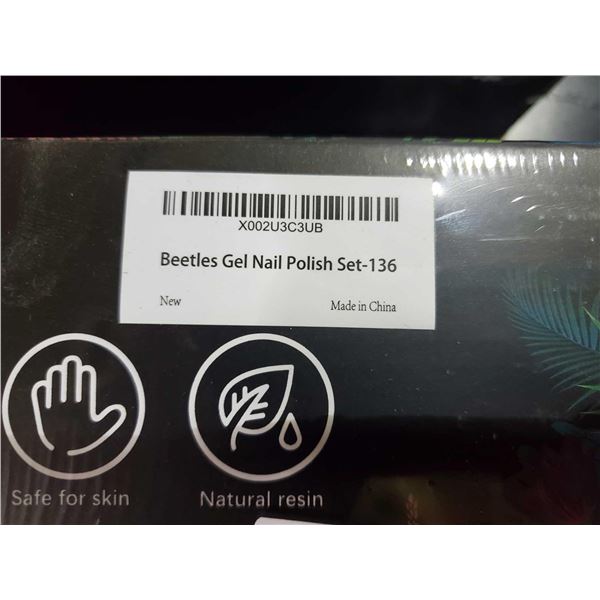 X002U3C3UB
Beetles Gel Nail Polish Set-136
New Made in China
Safe for skin Natural resin